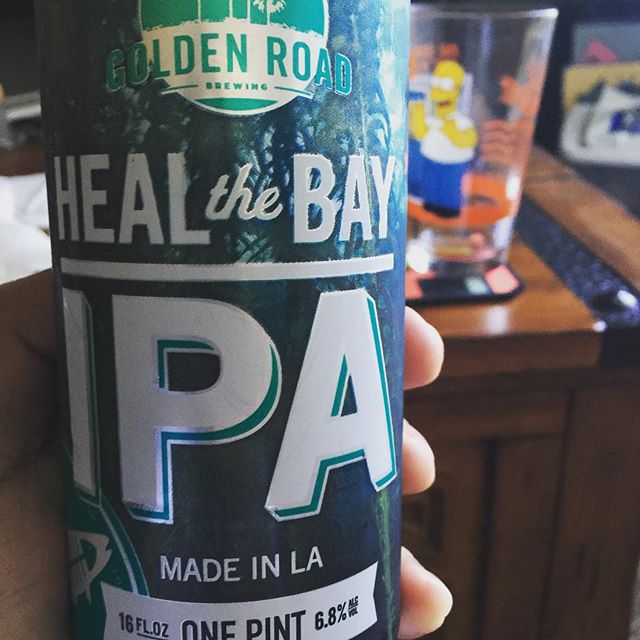 GOLDEN ROAD
BREWING
HEAL the BAY
IPA
MADE IN LA
16 FL.OZ ONE PINT 6.8% ALC VOL